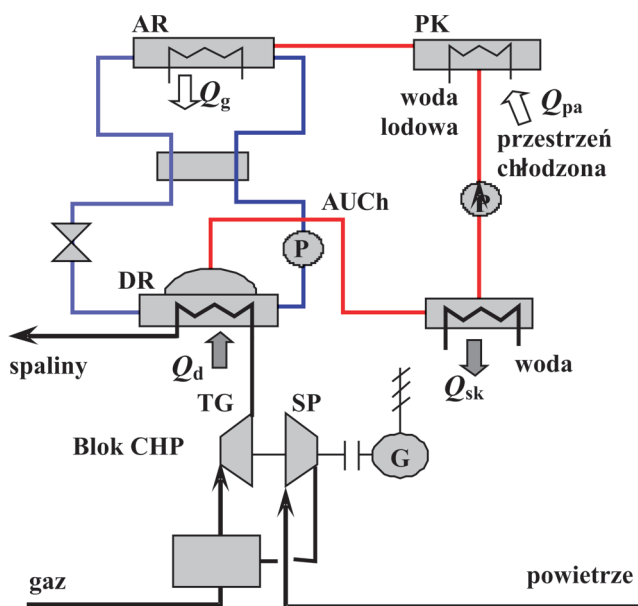 AR
PK
Qg
woda
lodowa
Qpa
przestrzeń
chłodzona
P
AUCh
P
DR
spaliny
Qd
woda
Qsk
TG
SP
Blok CHP
G
gaz
powietrze